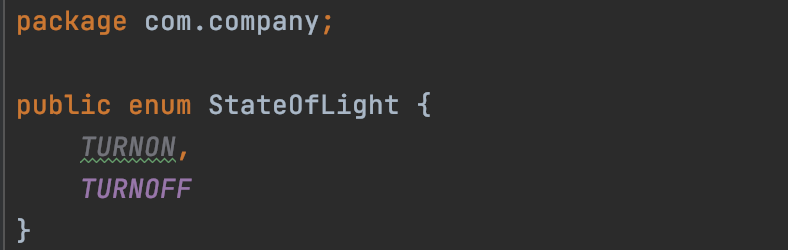 package com.company;
public enum StateOfLight {
TURNON,
TURNOFF
}